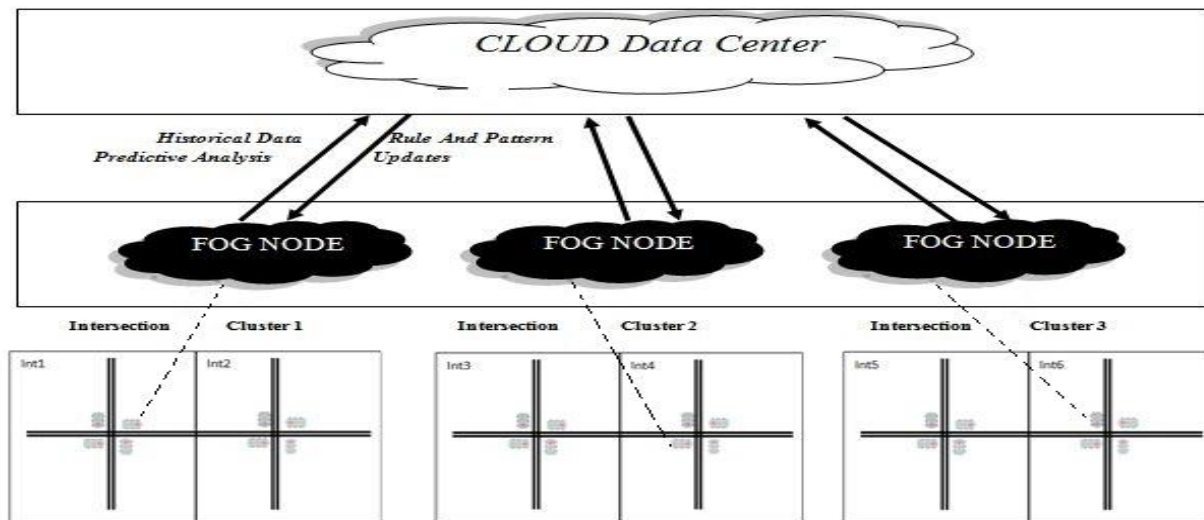 CLOUD Data Center
Historical Data
Predictive Analysis
Rule And Pattern
Updates
FOG NODE
FOG NODE
FOG NODE
Intersection Cluster 1
Intersection Cluster 2
Intersection Cluster 3
Int1
Int2
Int3
Int4
Int5
Int6